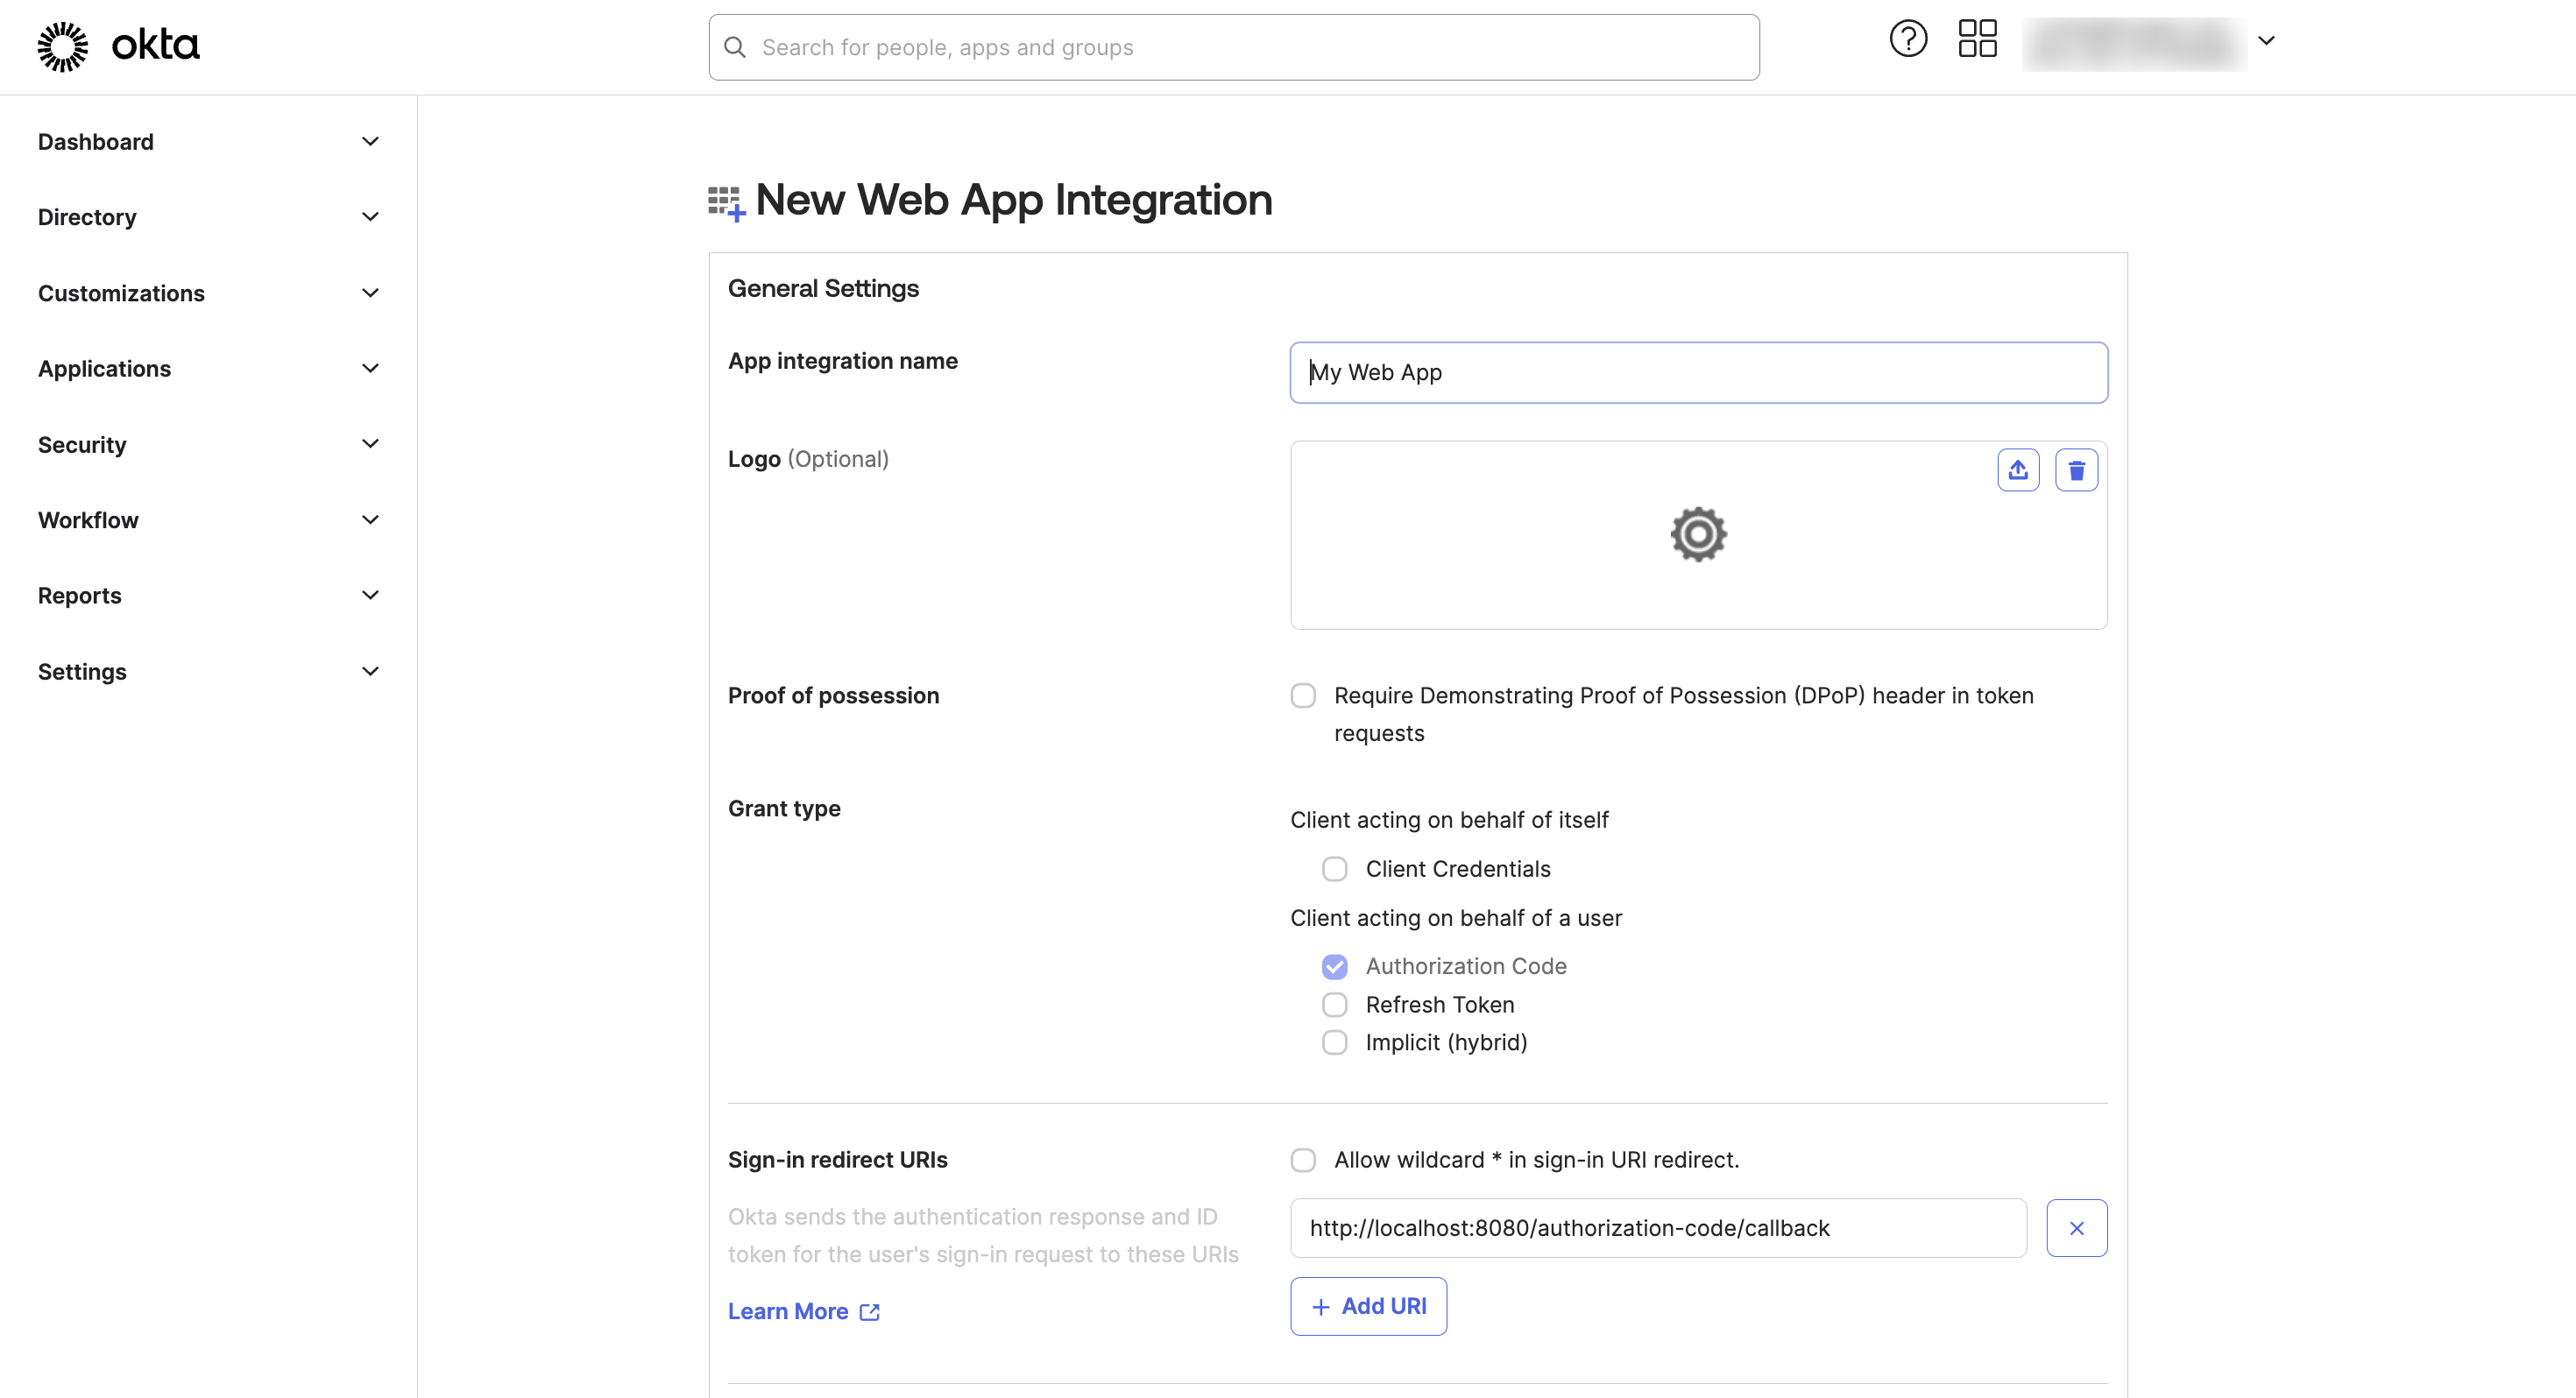 okta
Search for people, apps and groups
Dashboard
Directory
Customizations
Applications
Security
Workflow
Reports
Settings
New Web App Integration
General Settings
App integration name
My Web App
Logo (Optional)
Proof of possession
Require Demonstrating Proof of Possession (DPoP) header in token
requests
Grant type
Client acting on behalf of itself
Client Credentials
Client acting on behalf of a user
Authorization Code
Refresh Token
Implicit (hybrid)
Sign-in redirect URIs
Okta sends the authentication response and ID
token for the user's sign-in request to these URIs
Learn More
Allow wildcard * in sign-in URI redirect.
http://localhost:8080/authorization-code/callback
+ Add URI